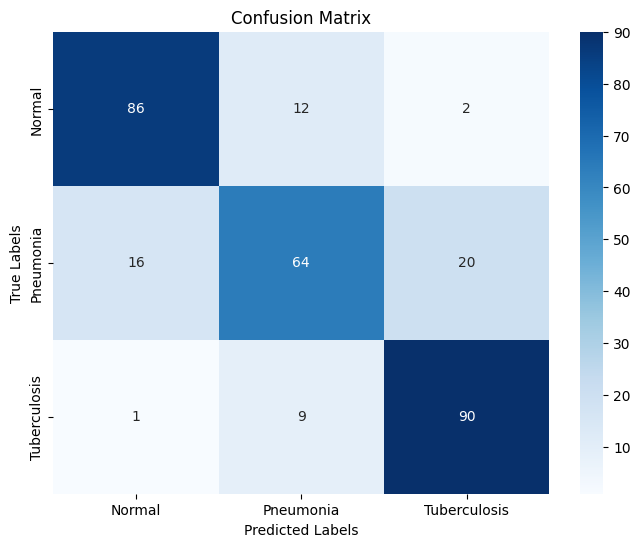 Confusion Matrix
True Labels
Normal
86 12 2
Pneumonia
16 64 20
Tuberculosis
1 9 90
Normal Pneumonia Tuberculosis
Predicted Labels
90
80
70
60
50
40
30
20
10